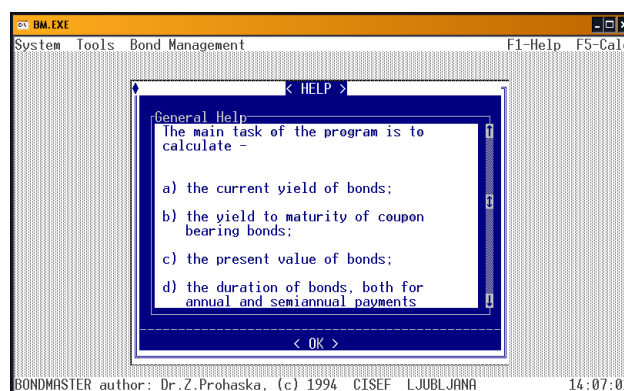 BM.EXE
System Tools Bond Management F1-Help F5-Calc
< HELP >
General Help
The main task of the program is to
calculate -
a) the current yield of bonds;
b) the yield to maturity of coupon
bearing bonds;
c) the present value of bonds;
d) the duration of bonds, both for
annual and semiannual payments
< OK >
BONDMASTER author: Dr.Z.Prohaska, (c) 1994 CISEF LJUBLJANA 14:07:0